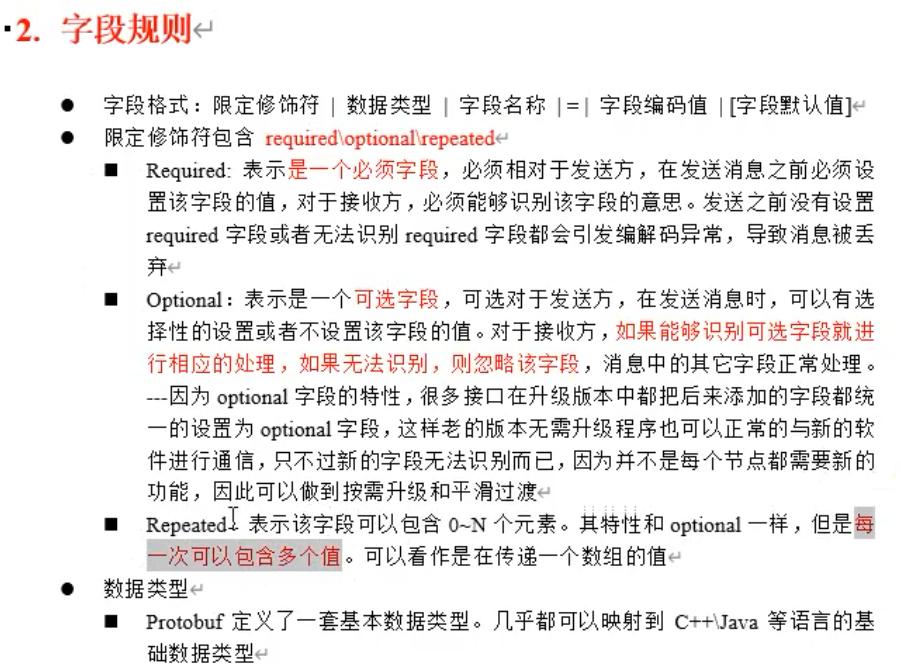 2. 字段规则
● 字段格式：限定修饰符 | 数据类型 | 字段名称 |=| 字段编码值 |[字段默认值]
● 限定修饰符包含 required\optional\repeated
■ Required: 表示是一个必须字段，必须相对于发送方，在发送消息之前必须设
置该字段的值，对于接收方，必须能够识别该字段的意思。发送之前没有设置
required 字段或者无法识别 required 字段都会引发编解码异常，导致消息被丢
弃
■ Optional：表示是一个可选字段，可选对于发送方，在发送消息时，可以有选
择性的设置或者不设置该字段的值。对于接收方，如果能够识别可选字段就进
行相应的处理，如果无法识别，则忽略该字段，消息中的其它字段正常处理。
---因为 optional 字段的特性，很多接口在升级版本中都把后来添加的字段都统
一的设置为 optional 字段，这样老的版本无需升级程序也可以正常的与新的软
件进行通信，只不过新的字段无法识别而已，因为并不是每个节点都需要新的
功能，因此可以做到按需升级和平滑过渡
■ Repeated 表示该字段可以包含 0~N 个元素。其特性和 optional 一样，但是每
一次可以包含多个值。可以看作是在传递一个数组的值
● 数据类型
■ Protobuf 定义了一套基本数据类型。几乎都可以映射到 C++\Java 等语言的基
础数据类型